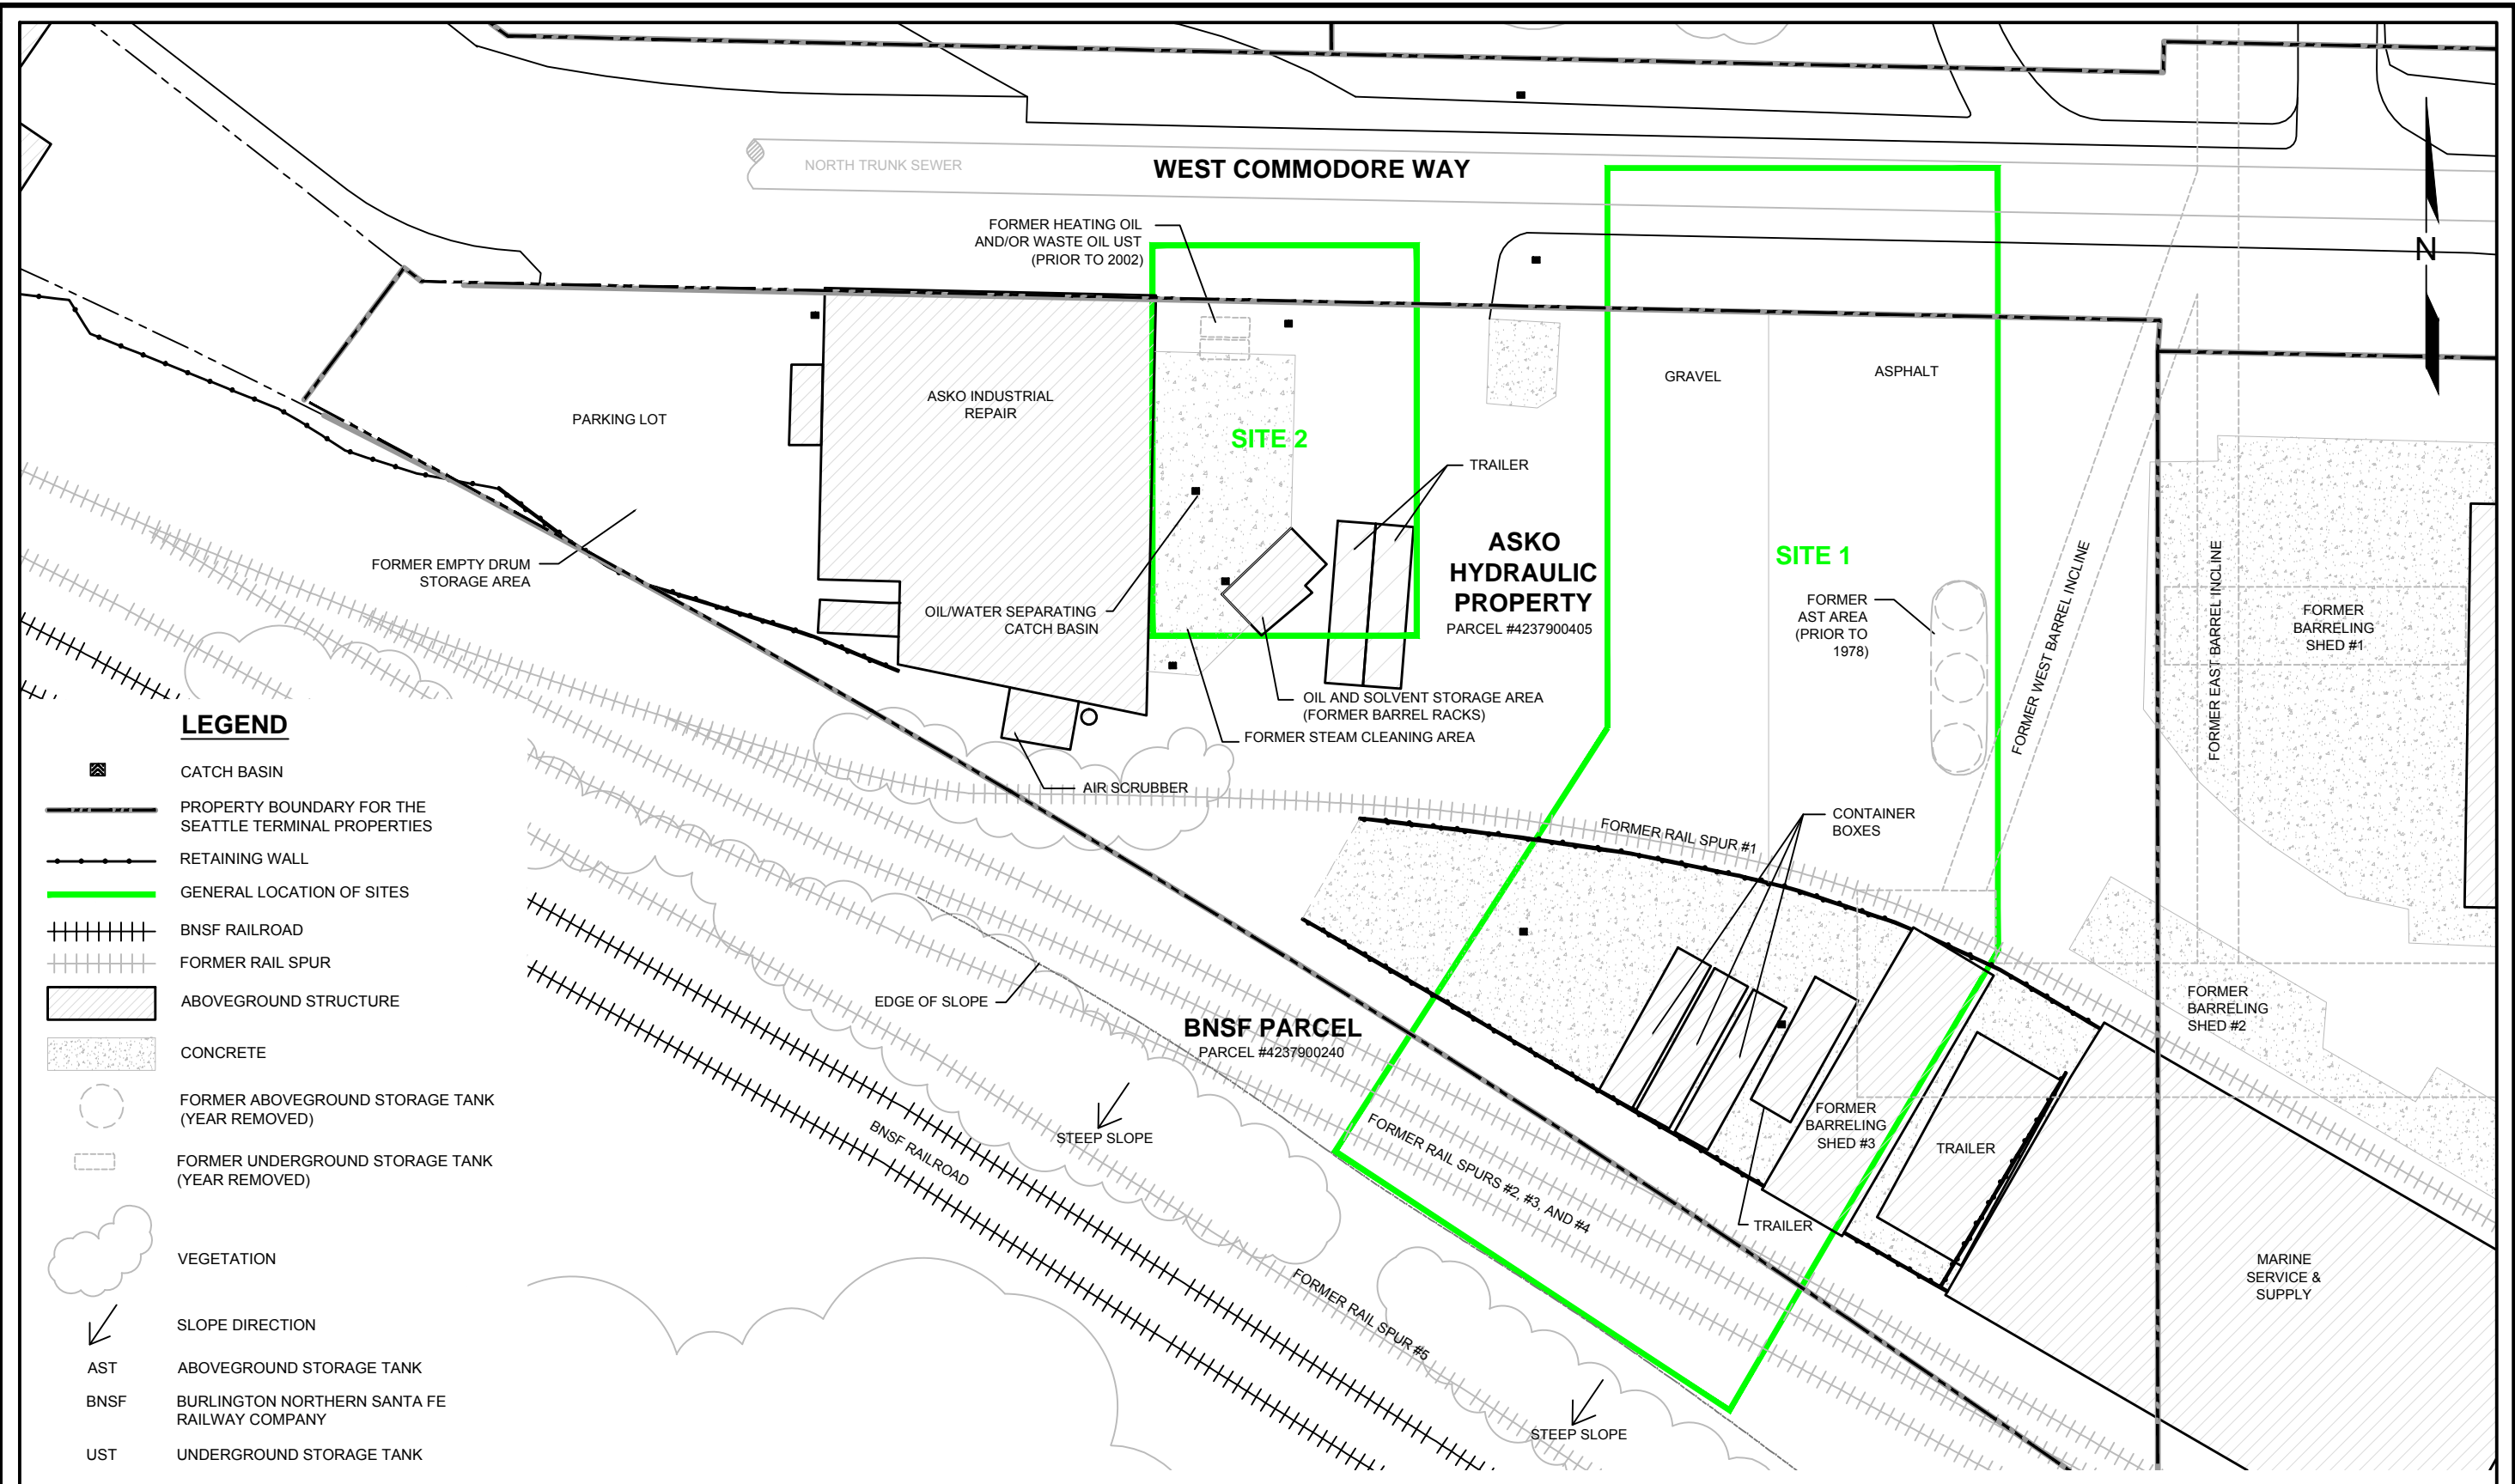 NORTH TRUNK SEWER
WEST COMMODORE WAY
FORMER HEATING OIL
AND/OR WASTE OIL UST
(PRIOR TO 2002)
N
GRAVEL
ASPHALT
ASKO INDUSTRIAL
REPAIR
PARKING LOT
SITE 2
TRAILER
ASKO
HYDRAULIC
PROPERTY
PARCEL #4237900405
SITE 1
FORMER EMPTY DRUM
STORAGE AREA
OIL/WATER SEPARATING
CATCH BASIN
FORMER
AST AREA
(PRIOR TO
1978)
FORMER WEST BARREL INCLINE
FORMER EAST BARREL INCLINE
FORMER
BARRELING
SHED #1
OIL AND SOLVENT STORAGE AREA
(FORMER BARREL RACKS)
FORMER STEAM CLEANING AREA
AIR SCRUBBER
CONTAINER
BOXES
FORMER RAIL SPUR #1
EDGE OF SLOPE
BNSF PARCEL
PARCEL #4237900240
FORMER
BARRELING
SHED #2
STEEP SLOPE
BNSF RAILROAD
FORMER RAIL SPURS #2, #3, AND #4
FORMER
BARRELING
SHED #3
TRAILER
TRAILER
FORMER RAIL SPUR #5
MARINE
SERVICE &
SUPPLY
STEEP SLOPE
LEGEND
CATCH BASIN
PROPERTY BOUNDARY FOR THE
SEATTLE TERMINAL PROPERTIES
RETAINING WALL
GENERAL LOCATION OF SITES
BNSF RAILROAD
FORMER RAIL SPUR
ABOVEGROUND STRUCTURE
CONCRETE
FORMER ABOVEGROUND STORAGE TANK
(YEAR REMOVED)
FORMER UNDERGROUND STORAGE TANK
(YEAR REMOVED)
VEGETATION
SLOPE DIRECTION
AST ABOVEGROUND STORAGE TANK
BNSF BURLINGTON NORTHERN SANTA FE
RAILWAY COMPANY
UST UNDERGROUND STORAGE TANK